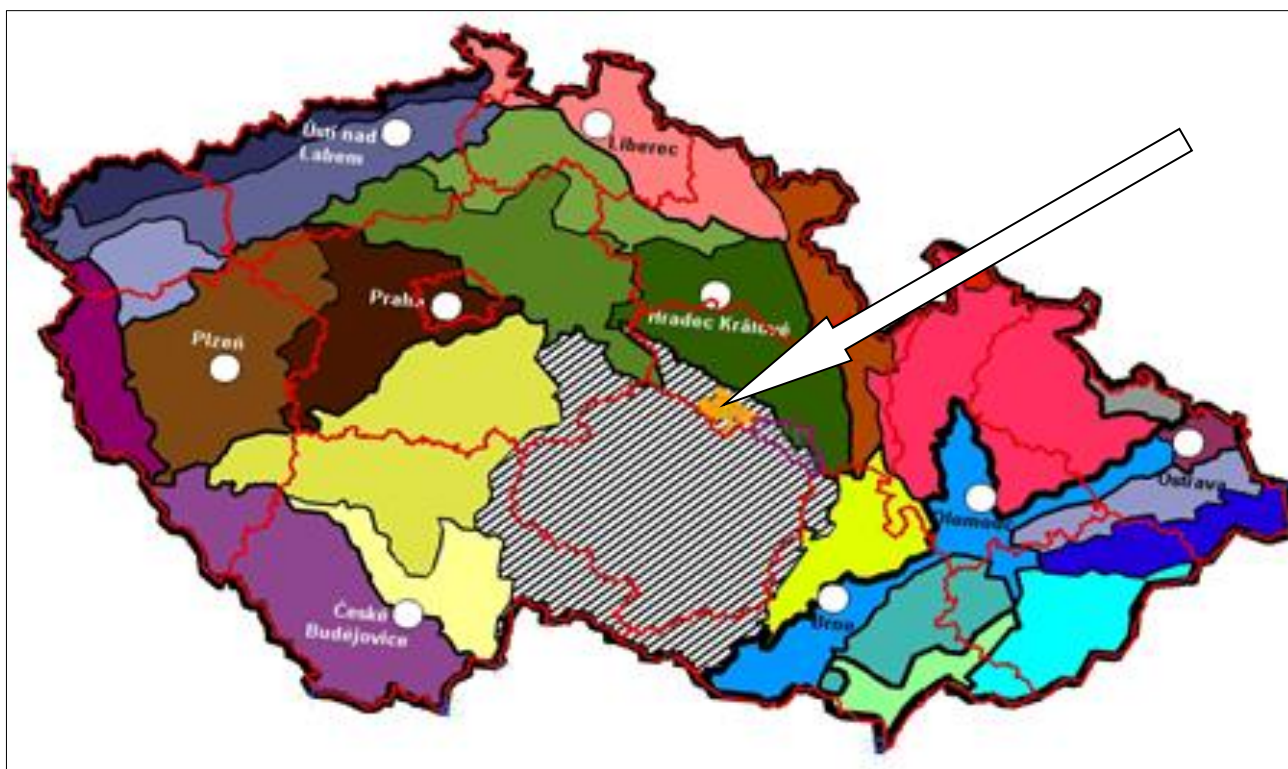 Ústí nad
Labem
Liberec
Praha
Hradec Králové
Plzeň
Ostrava
Olomouc
České
Budějovice
Brno